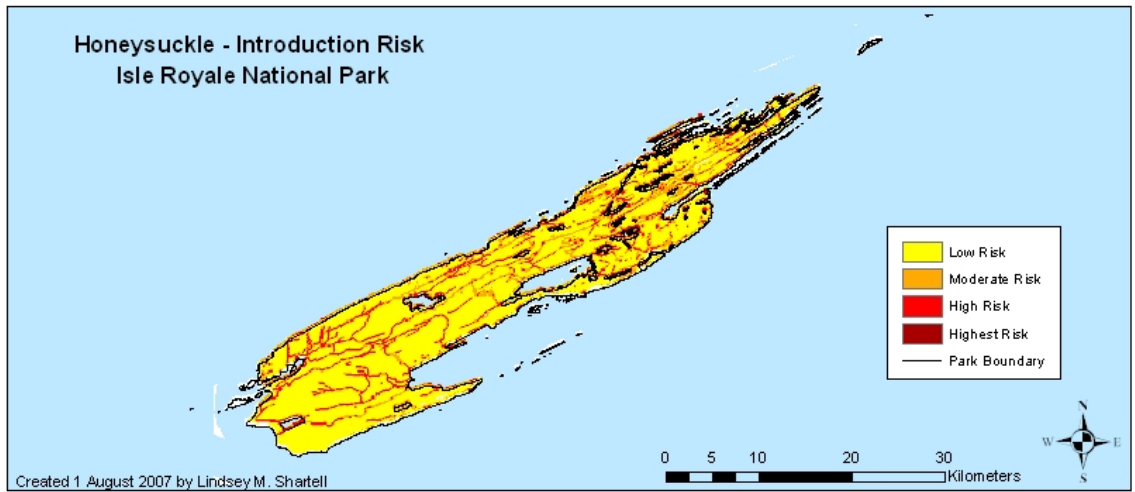 Honeysuckle - Introduction Risk
Isle Royale National Park
Low Risk
Moderate Risk
High Risk
Highest Risk
Park Boundary
N
W E
S
0 5 10 20 30
Kilometers
Created 1 August 2007 by Lindsey M. Shartell